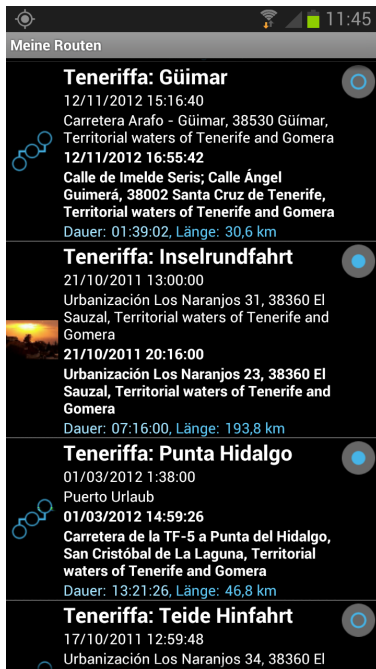 11:45
Meine Routen
Teneriffa: Güimar
12/11/2012 15:16:40
Carretera Arafo - Güimar, 38530 Güímar,
Territorial waters of Tenerife and Gomera
12/11/2012 16:55:42
Calle de Imelde Seris; Calle Ángel
Guimerá, 38002 Santa Cruz de Tenerife,
Territorial waters of Tenerife and Gomera
Dauer: 01:39:02, Länge: 30,6 km
Teneriffa: Inselrundfahrt
21/10/2011 13:00:00
Urbanización Los Naranjos 31, 38360 El
Sauzal, Territorial waters of Tenerife and
Gomera
21/10/2011 20:16:00
Urbanización Los Naranjos 23, 38360 El
Sauzal, Territorial waters of Tenerife and
Gomera
Dauer: 07:16:00, Länge: 193,8 km
Teneriffa: Punta Hidalgo
01/03/2012 1:38:00
Puerto Urlaub
01/03/2012 14:59:26
Carretera de la TF-5 a Punta del Hidalgo,
San Cristóbal de La Laguna, Territorial
waters of Tenerife and Gomera
Dauer: 13:21:26, Länge: 46,8 km
Teneriffa: Teide Hinfahrt
17/10/2011 12:59:48
Urbanización Los Naranjos 34, 38360 El